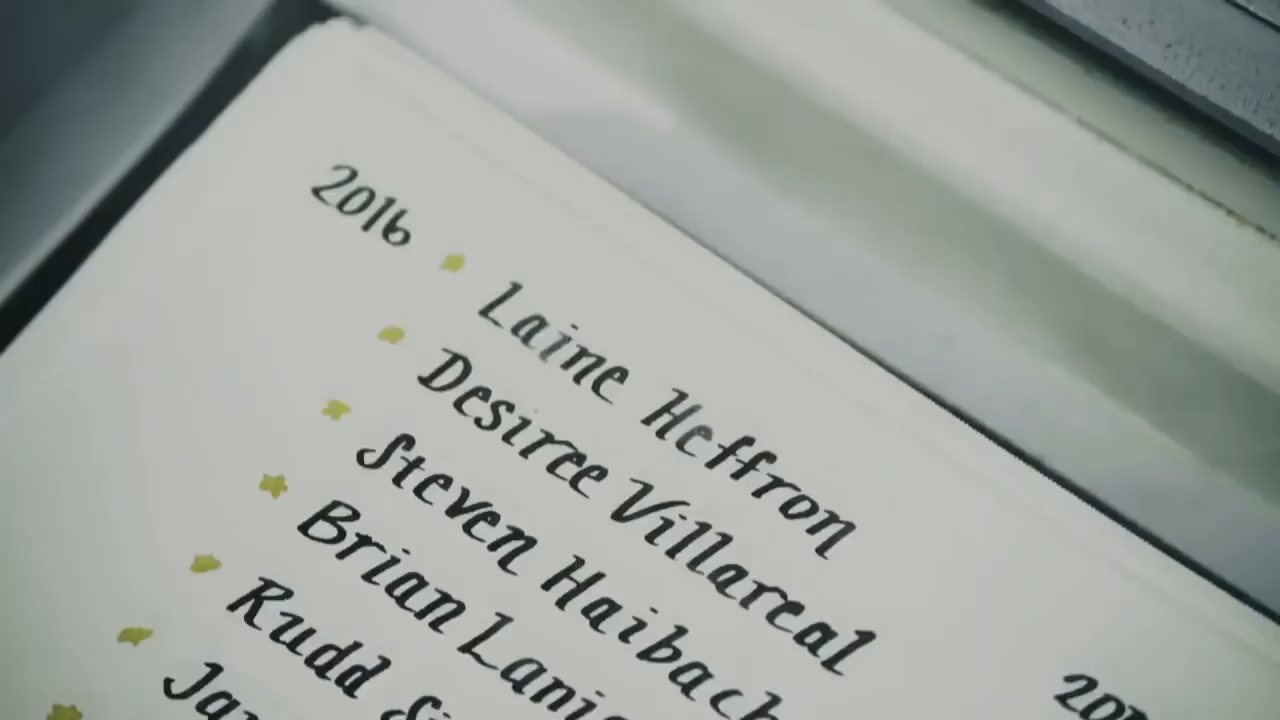 2016
Laine Heffron
Desiree Villareal
Steven Haibach
Brian
Rudd